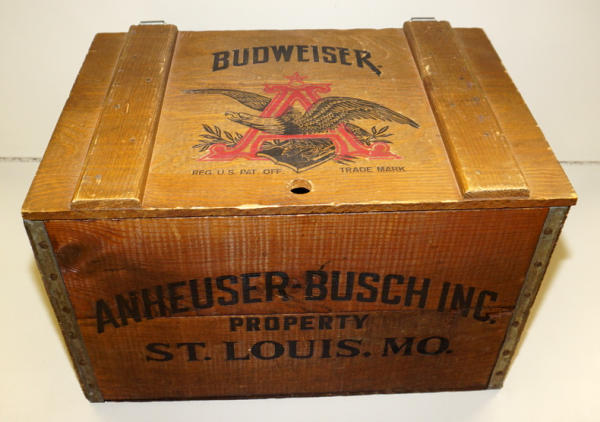 BUDWEISER.
A
REG. U.S. PAT. OFF. TRADE MARK
ANHEUSER-BUSCH INC.
PROPERTY
ST. LOUIS. MO.